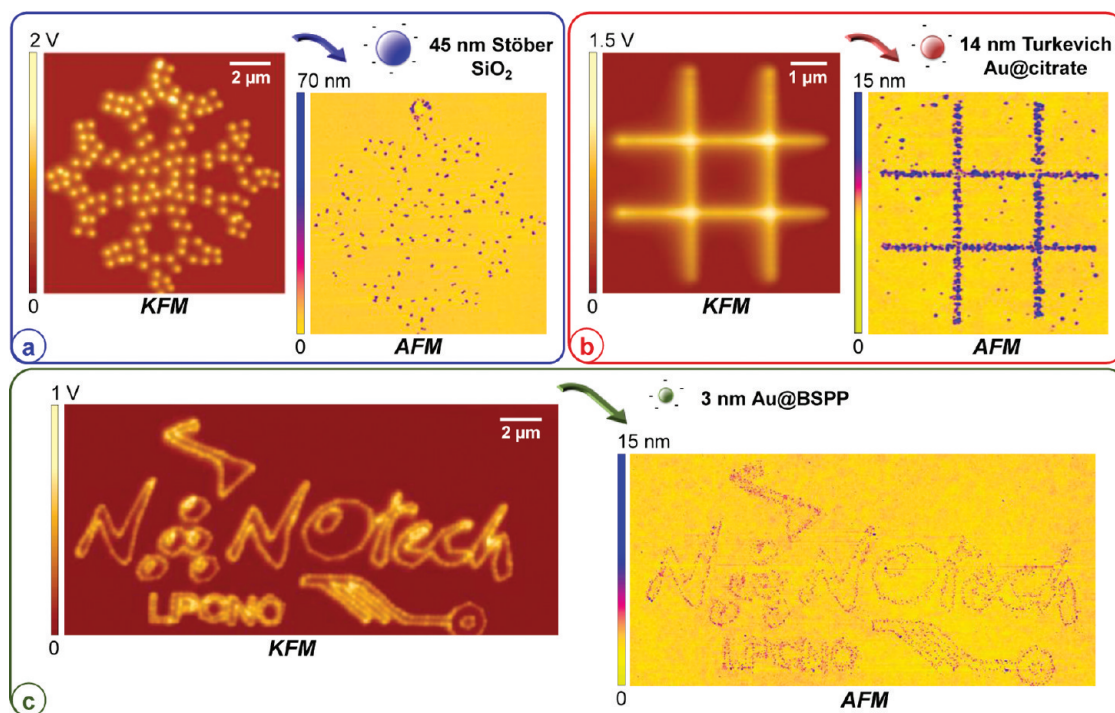 2 V
2 µm
45 nm Stöber
SiO2
70 nm
0
KFM
0
AFM
a
1.5 V
1 µm
14 nm Turkevich
Au@citrate
15 nm
0
KFM
0
AFM
b
1 V
2 µm
3 nm Au@BSPP
15 nm
NaNOtech
LPCNO
0
KFM
NaNOtech
LPCNO
0
AFM
c